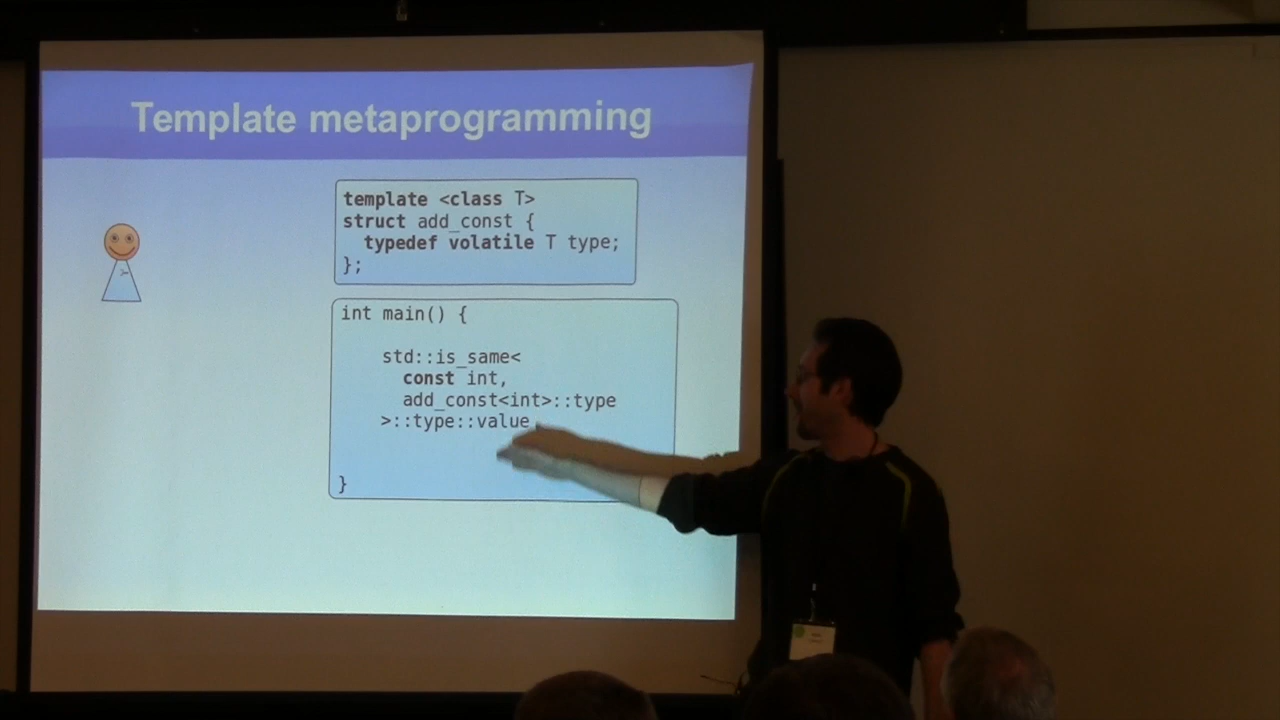 Template metaprogramming
template <class T>
struct add_const {
typedef volatile T type;
};
int main() {
std::is_same<
const int,
add_const<int>::type
>::type::value
}